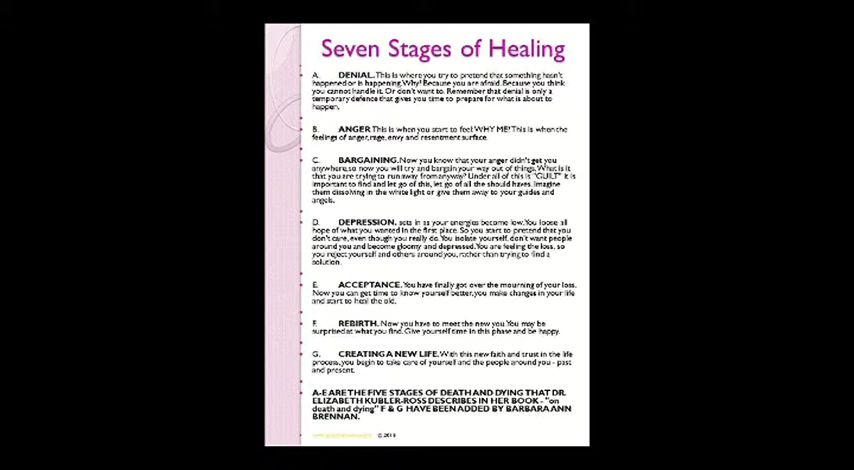 Seven Stages of Healing
A. DENIAL. This is where you try to pretend that something hasn't
happened or is happening. Why? Because you are afraid. Because you think
you cannot handle it. Or don't want to. Remember that denial is only a
temporary defence that gives you time to prepare for what is about to
happen.
B. ANGER This is when you start to feel WHY ME? This is when the
feelings of anger, rage, envy and resentment surface.
C. BARGAINING. Now you know that your anger didn't get you
anywhere, so now you will try and bargain your way out of things. What is it
that you are trying to run away from anyway? Under all of this is "GUILT" it is
important to find and let go of this, let go of all the should haves. Imagine
them dissolving in the white light or give them away to your guides and
angels.
D. DEPRESSION. sets in as your energies become low. You loose all
hope of what you wanted in the first place. So you start to pretend that you
don't care, even though you really do. You isolate yourself, don't want people
around you and become gloomy and depressed. You are feeling the loss, so
you reject yourself and others around you, rather than trying to find a
solution.
E. ACCEPTANCE. You have finally got over the mourning of your loss.
Now you can get time to know yourself better, you make changes in your life
and start to heal the old.
F. REBIRTH. Now you have to meet the new you. You may be
surprised at what you find. Give yourself time in this phase and be happy.
G. CREATING A NEW LIFE. With this new faith and trust in the life
process, you begin to take care of yourself and the people around you - past
and present.
A-E ARE THE FIVE STAGES OF DEATH AND DYING THAT DR.
ELIZABETH KUBLER-ROSS DESCRIBES IN HER BOOK - "on
death and dying" F & G HAVE BEEN ADDED BY BARBARA ANN
BRENNAN.